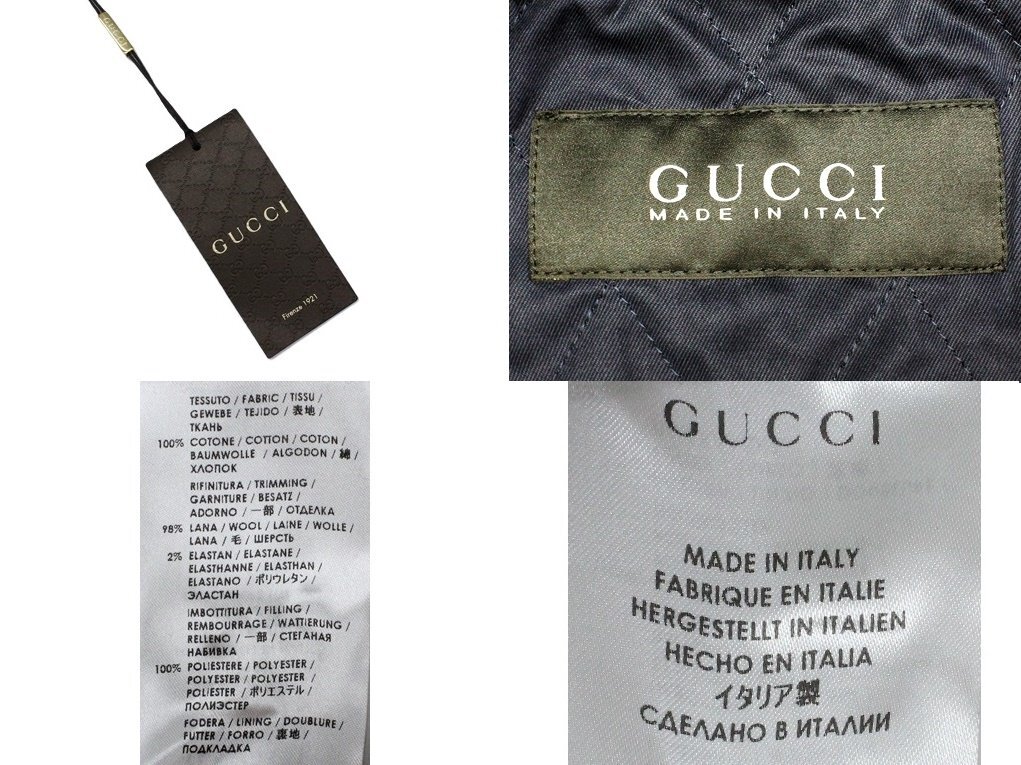 GUCCI
GUCCI
Firenze 1921
GUCCI
MADE IN ITALY
TESSUTO / FABRIC / TISSU /
GEWEBE / TEJIDO / 表地 /
ТКАНЬ
100% COTONE / COTTON / COTON /
BAUMWOLLE / ALGODON / 綿 /
ХЛОПОК
RIFINITURA / TRIMMING /
GARNITURE / BESATZ /
ADORNO / 一部 / ОТДЕЛКА
98% LANA / WOOL / LAINE / WOLLE /
LANA / 毛 / ШЕРСТЬ
2% ELASTAN / ELASTANE /
ELASTHANNE / ELASTHAN /
ELASTANO / ポリウレタン /
ЭЛАСТАН
IMBOTTITURA / FILLING /
REMBOURRAGE / WATTIERUNG /
RELLENO / 一部 / СТЕГАНАЯ
НАБИВКА
100% POLIESTERE / POLYESTER /
POLYESTER / POLYESTER /
POLIESTER / ポリエステル /
ПОЛИЭСТЕР
FODERA / LINING / DOUBLURE /
FUTTER / FORRO / 裏地 /
ПОДКЛАДКА
GUCCI
MADE IN ITALY
FABRIQUE EN ITALIE
HERGESTELLT IN ITALIEN
HECHO EN ITALIA
イタリア製
СДЕЛАНО В ИТАЛИИ